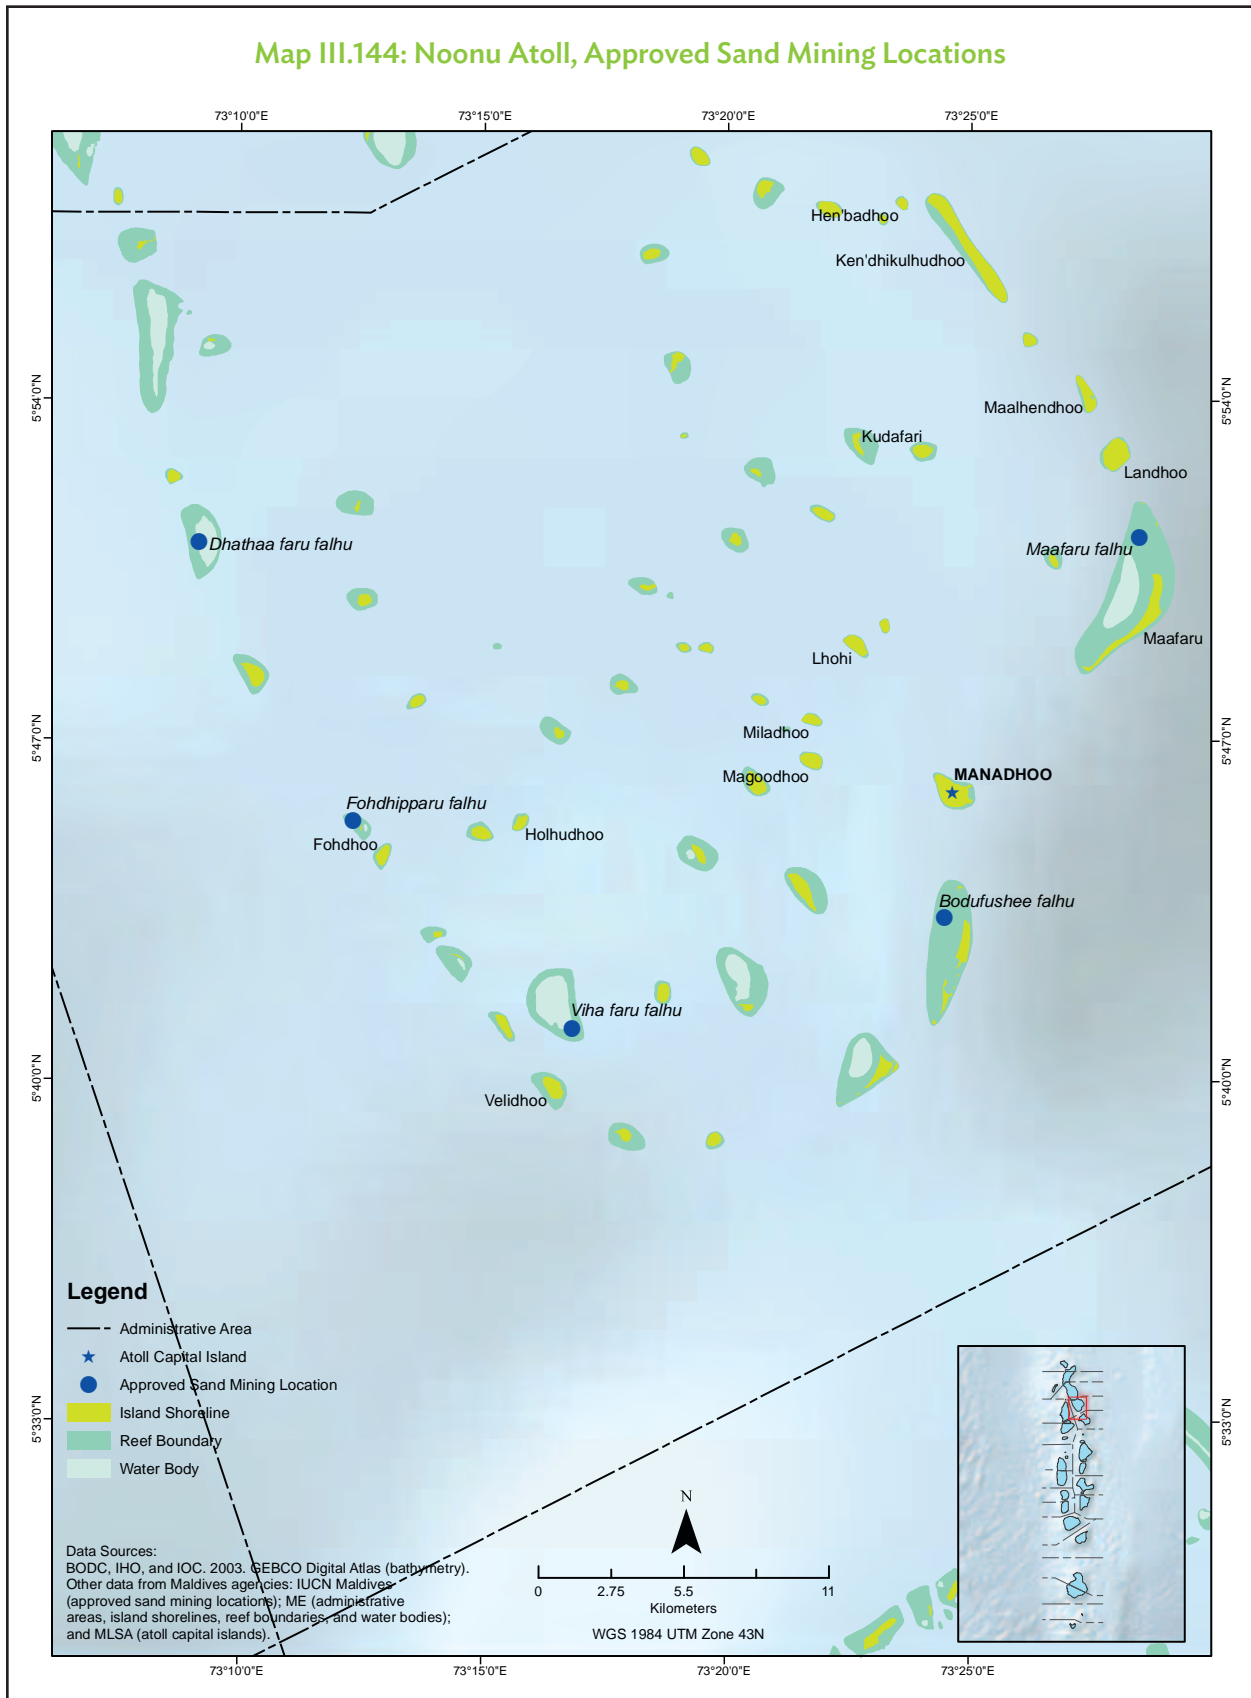 Map III.144: Noonu Atoll, Approved Sand Mining Locations
73°10'0"E
73°15'0"E
73°20'0"E
73°25'0"E
Hen'badhoo
Ken'dhikulhudhoo
5°54'0"N
5°54'0"N
Maalhendhoo
Kudafari
Landhoo
Dhathaa faru falhu
Maafaru falhu
Maafaru
Lhohi
5°47'0"N
5°47'0"N
Miladhoo
Magoodhoo
MANADHOO
Fohdhipparu falhu
Fohdhoo
Holhudhoo
Bodufushee falhu
Viha faru falhu
5°40'0"N
5°40'0"N
Velidhoo
Legend
Administrative Area
Atoll Capital Island
Approved Sand Mining Location
Island Shoreline
Reef Boundary
Water Body
5°33'0"N
5°33'0"N
Data Sources:
BODC, IHO, and IOC. 2003. GEBCO Digital Atlas (bathymetry).
Other data from Maldives agencies: IUCN Maldives
(approved sand mining locations); ME (administrative
areas, island shorelines, reef boundaries, and water bodies);
and MLSA (atoll capital islands).
N
0 2.75 5.5 11
Kilometers
WGS 1984 UTM Zone 43N
73°10'0"E
73°15'0"E
73°20'0"E
73°25'0"E